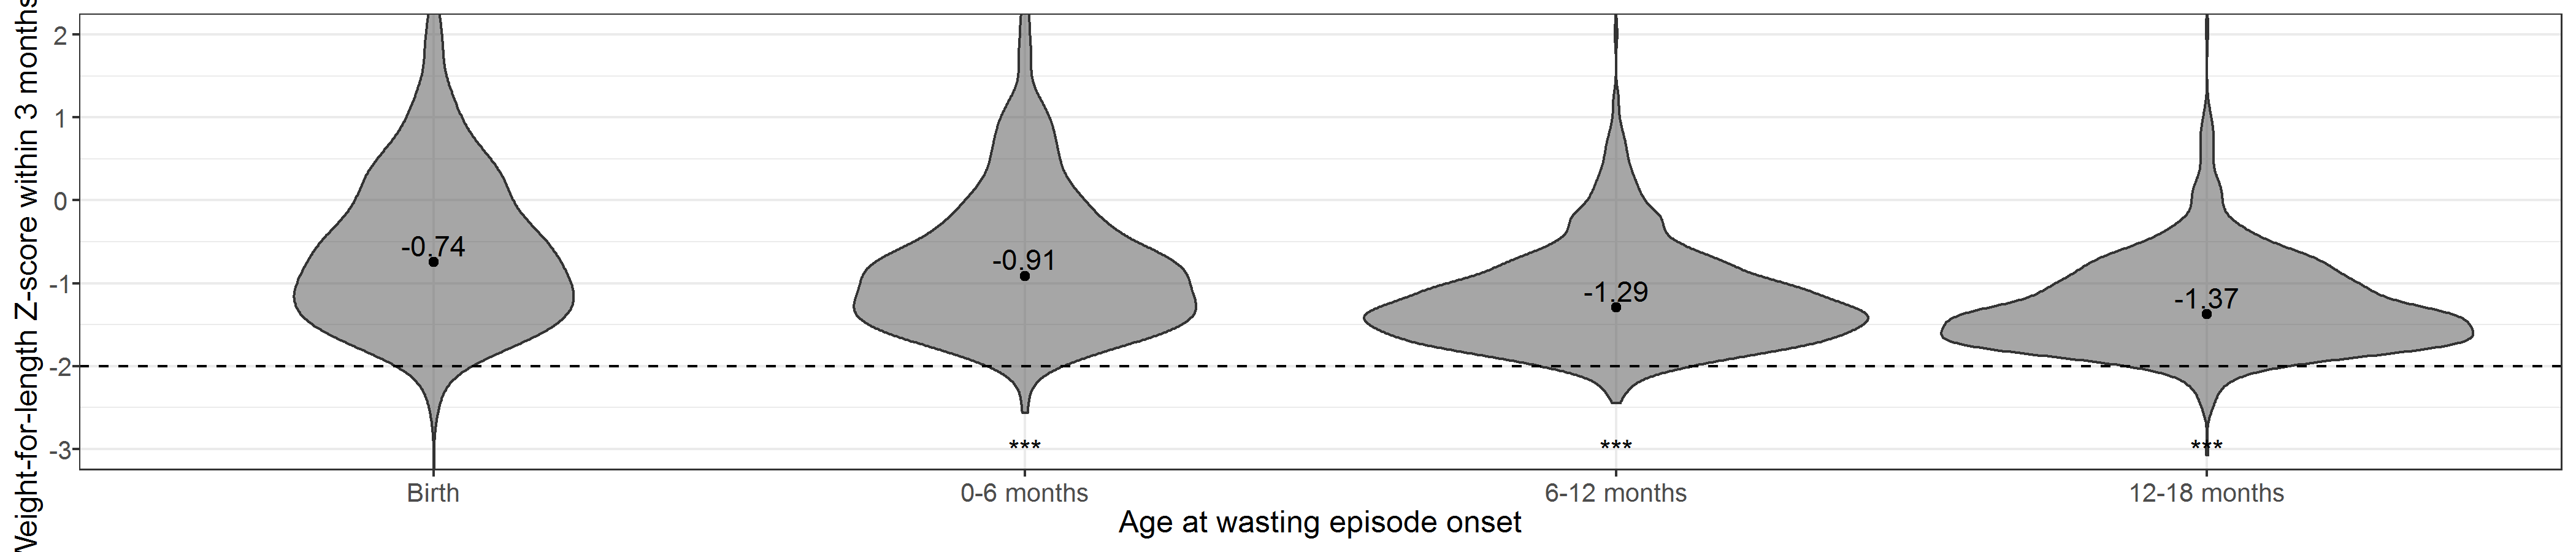 Weight-for-length Z-score within 3 months
2
1
0
-1
-2
-3
-0.74
-0.91
-1.29
-1.37
*** *** ***
Birth 0-6 months 6-12 months 12-18 months
Age at wasting episode onset